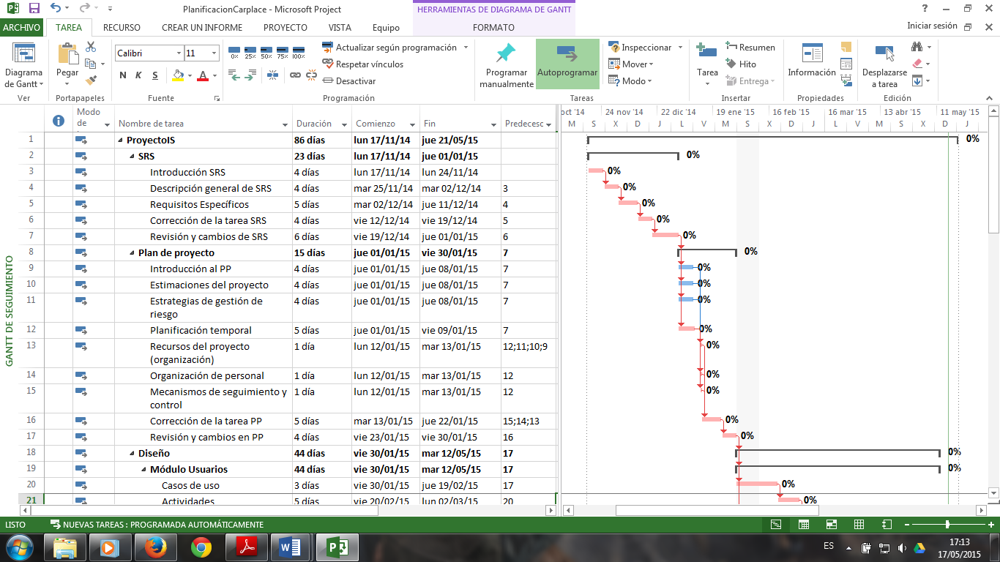 PlanificacionCarplace - Microsoft Project
HERRAMIENTAS DE DIAGRAMA DE GANTT
ARCHIVO TAREA RECURSO CREAR UN INFORME PROYECTO VISTA Equipo FORMATO
Iniciar sesión
Diagrama de Gantt
Ver
Pegar
Portapapeles
Calibri 11
N K S
Fuente
0% 25% 50% 75% 100%
Actualizar según programación
Respetar vínculos
Desactivar
Programación
Programar manualmente
Autoprogramar
Inspeccionar
Mover
Modo
Tareas
Tarea
Resumen
Hito
Entrega
Insertar
Información
Propiedades
Desplazarse a tarea
Edición
Modo de Nombre de tarea Duración Comienzo Fin Predecesc
oct '14 24 nov '14 22 dic '14 19 ene '15 16 feb '15 16 mar '15 13 abr '15 11 may '15
M S X D J L V M S X D J L V M S X D J
1 ProyectoIS 86 días lun 17/11/14 jue 21/05/15 0%
2 SRS 23 días lun 17/11/14 jue 01/01/15 0%
3 Introducción SRS 4 días lun 17/11/14 lun 24/11/14 0%
4 Descripción general de SRS 4 días mar 25/11/14 mar 02/12/14 3 0%
5 Requisitos Específicos 5 días mar 02/12/14 jue 11/12/14 4 0%
6 Corrección de la tarea SRS 4 días vie 12/12/14 vie 19/12/14 5 0%
7 Revisión y cambios de SRS 6 días vie 19/12/14 jue 01/01/15 6 0%
8 Plan de proyecto 15 días jue 01/01/15 vie 30/01/15 7 0%
9 Introducción al PP 4 días jue 01/01/15 jue 08/01/15 7 0%
10 Estimaciones del proyecto 4 días jue 01/01/15 jue 08/01/15 7 0%
11 Estrategias de gestión de riesgo 4 días jue 01/01/15 jue 08/01/15 7 0%
12 Planificación temporal 5 días jue 01/01/15 vie 09/01/15 7 0%
13 Recursos del proyecto (organización) 1 día lun 12/01/15 mar 13/01/15 12;11;10;9 0%
14 Organización de personal 1 día lun 12/01/15 mar 13/01/15 12 0%
15 Mecanismos de seguimiento y control 1 día lun 12/01/15 mar 13/01/15 12 0%
16 Corrección de la tarea PP 5 días mar 13/01/15 jue 22/01/15 15;14;13 0%
17 Revisión y cambios en PP 4 días vie 23/01/15 vie 30/01/15 16 0%
18 Diseño 44 días vie 30/01/15 mar 12/05/15 17 0%
19 Módulo Usuarios 44 días vie 30/01/15 mar 12/05/15 17 0%
20 Casos de uso 3 días vie 30/01/15 jue 19/02/15 17 0%
21 Actividades 5 días vie 20/02/15 lun 02/03/15 20 0%
GANTT DE SEGUIMIENTO
LISTO NUEVAS TAREAS : PROGRAMADA AUTOMÁTICAMENTE
ES
17:13
17/05/2015